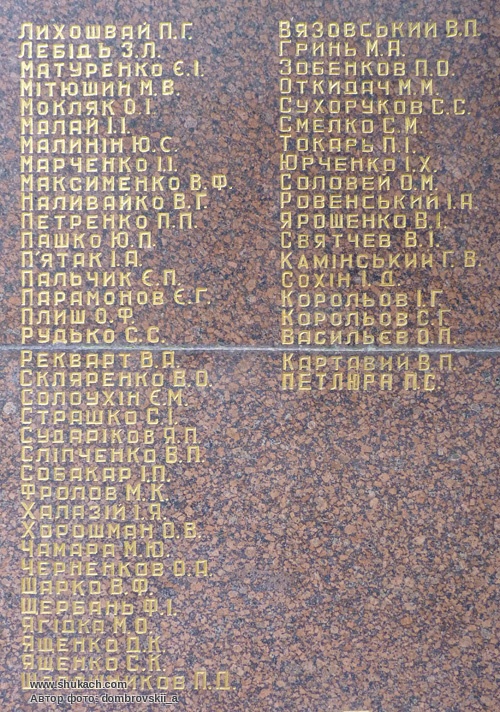 ЛИХОШВАЙ П.Г.
ЛЕБІДЬ З.Л.
МАТУРЕНКО Є.І.
МІТЮШИН М.В.
МОКЛЯК О.І.
МАЛАЙ І.І.
МАЛИНІН Ю.С.
МАРЧЕНКО І.І.
МАКСИМЕНКО В.Ф.
НАЛИВАЙКО В.Г.
ПЕТРЕНКО П.П.
ПАШКО Ю.П.
П'ЯТАК І.А.
ПАЛЬЧИК Є.П.
ПАРАМОНОВ Є.Г.
ПЛИШ О.Ф.
РУДЬКО С.С.
РЕКВАРТ В.А.
СКЛЯРЕНКО В.О.
СОЛОУХІН Є.М.
СТРАШКО С.І.
СУДАРІКОВ Я.П.
СЛІПЧЕНКО В.П.
СОБАКАР І.П.
ФРОЛОВ М.К.
ХАЛАЗІЙ І.Я.
ХОРОШМАН О.В.
ЧАМАРА М.Ю.
ЧЕРНЕНКОВ О.Д.
ШАРКО В.Ф.
ЩЕРБАНЬ Ф.І.
ЯГІДКА М.О.
ЯЩЕНКО Д.К.
ЯЩЕНКО С.К.
П.Д.
ВЯЗОВСЬКИЙ В.П.
ГРИНЬ М.А.
ЗОБЕНКОВ П.О.
ОТКИДАЧ М.М.
СУХОРУКОВ С.С.
СМЕЛКО С.М.
ТОКАРЬ П.І.
ЮРЧЕНКО І.Х.
СОЛОВЕЙ О.М.
РОВЕНСЬКИЙ І.А.
ЯРОШЕНКО В.І.
СВЯТЧЕВ В.І.
КАМІНСЬКИЙ Г.В.
СОХІН І.Д.
КОРОЛЬОВ І.Г.
КОРОЛЬОВ С.Г.
ВАСИЛЬЄВ О.П.
КАРТАВИЙ В.П.
ПЕТЛЮРА П.С.
www.shukach.com
Автор фото- dombrovskii_a